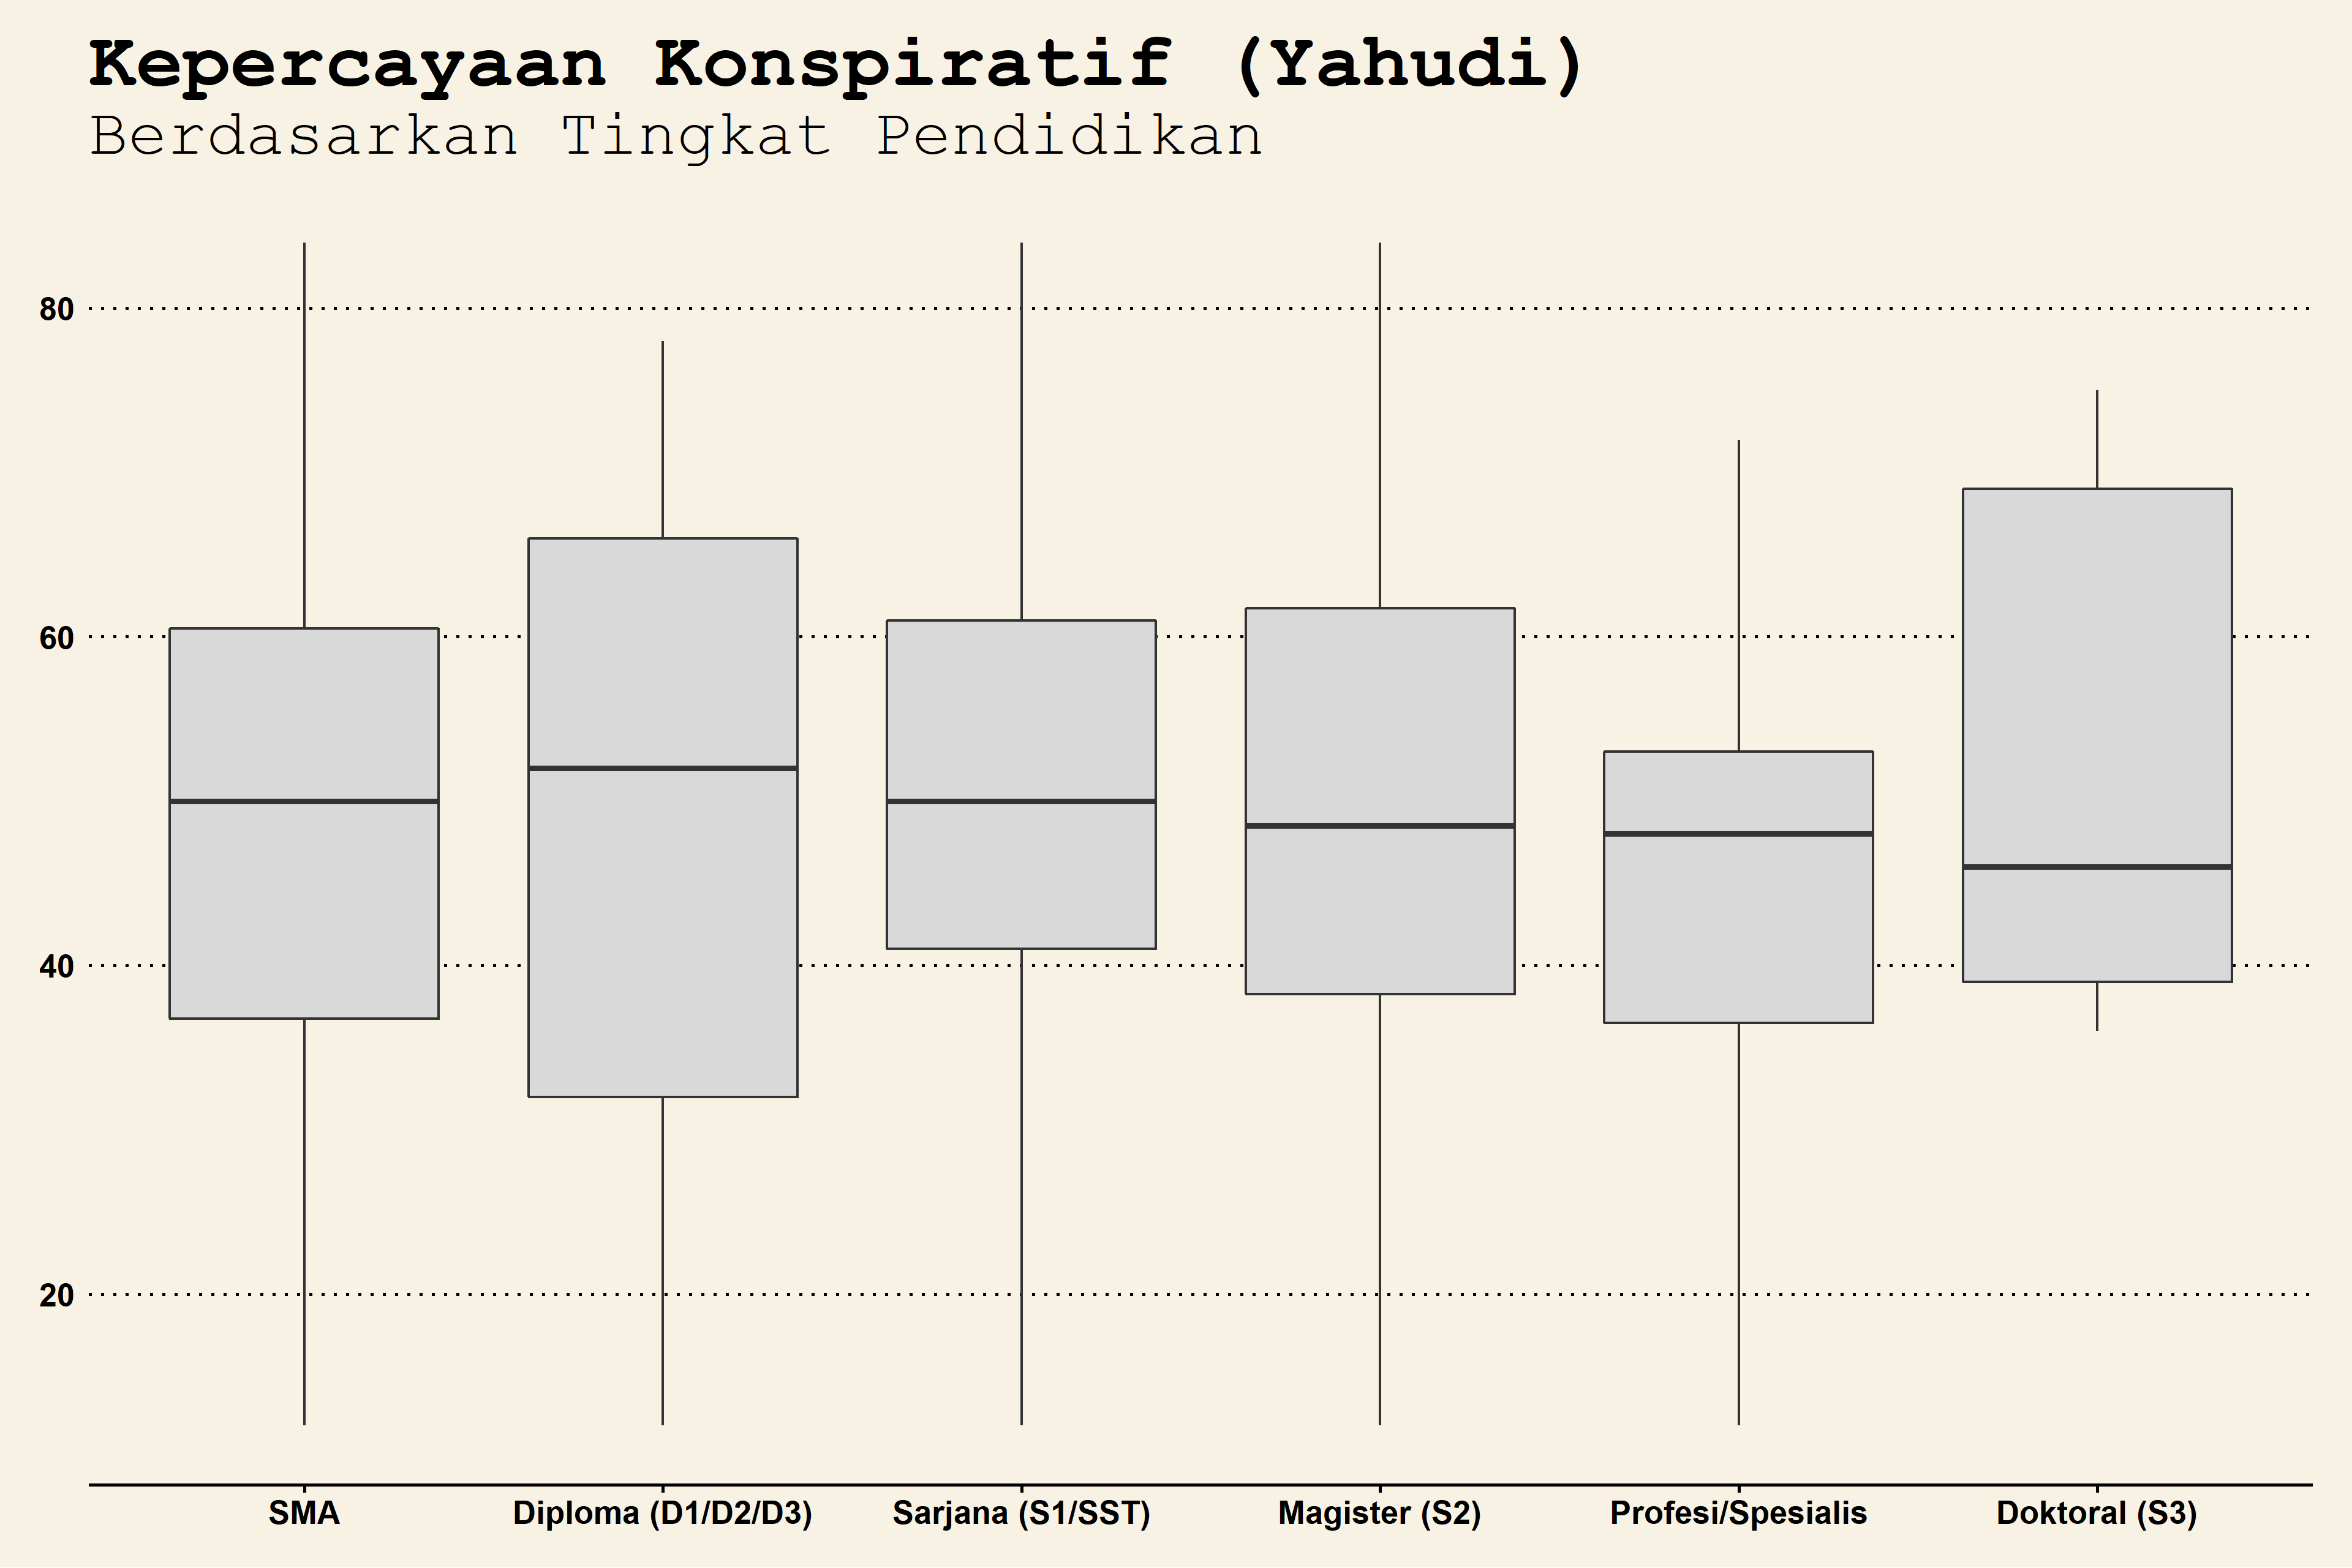 Kepercayaan Konspiratif (Yahudi)
Berdasarkan Tingkat Pendidikan
80
60
40
20
SMA
Diploma (D1/D2/D3)
Sarjana (S1/SST)
Magister (S2)
Profesi/Spesialis
Doktoral (S3)